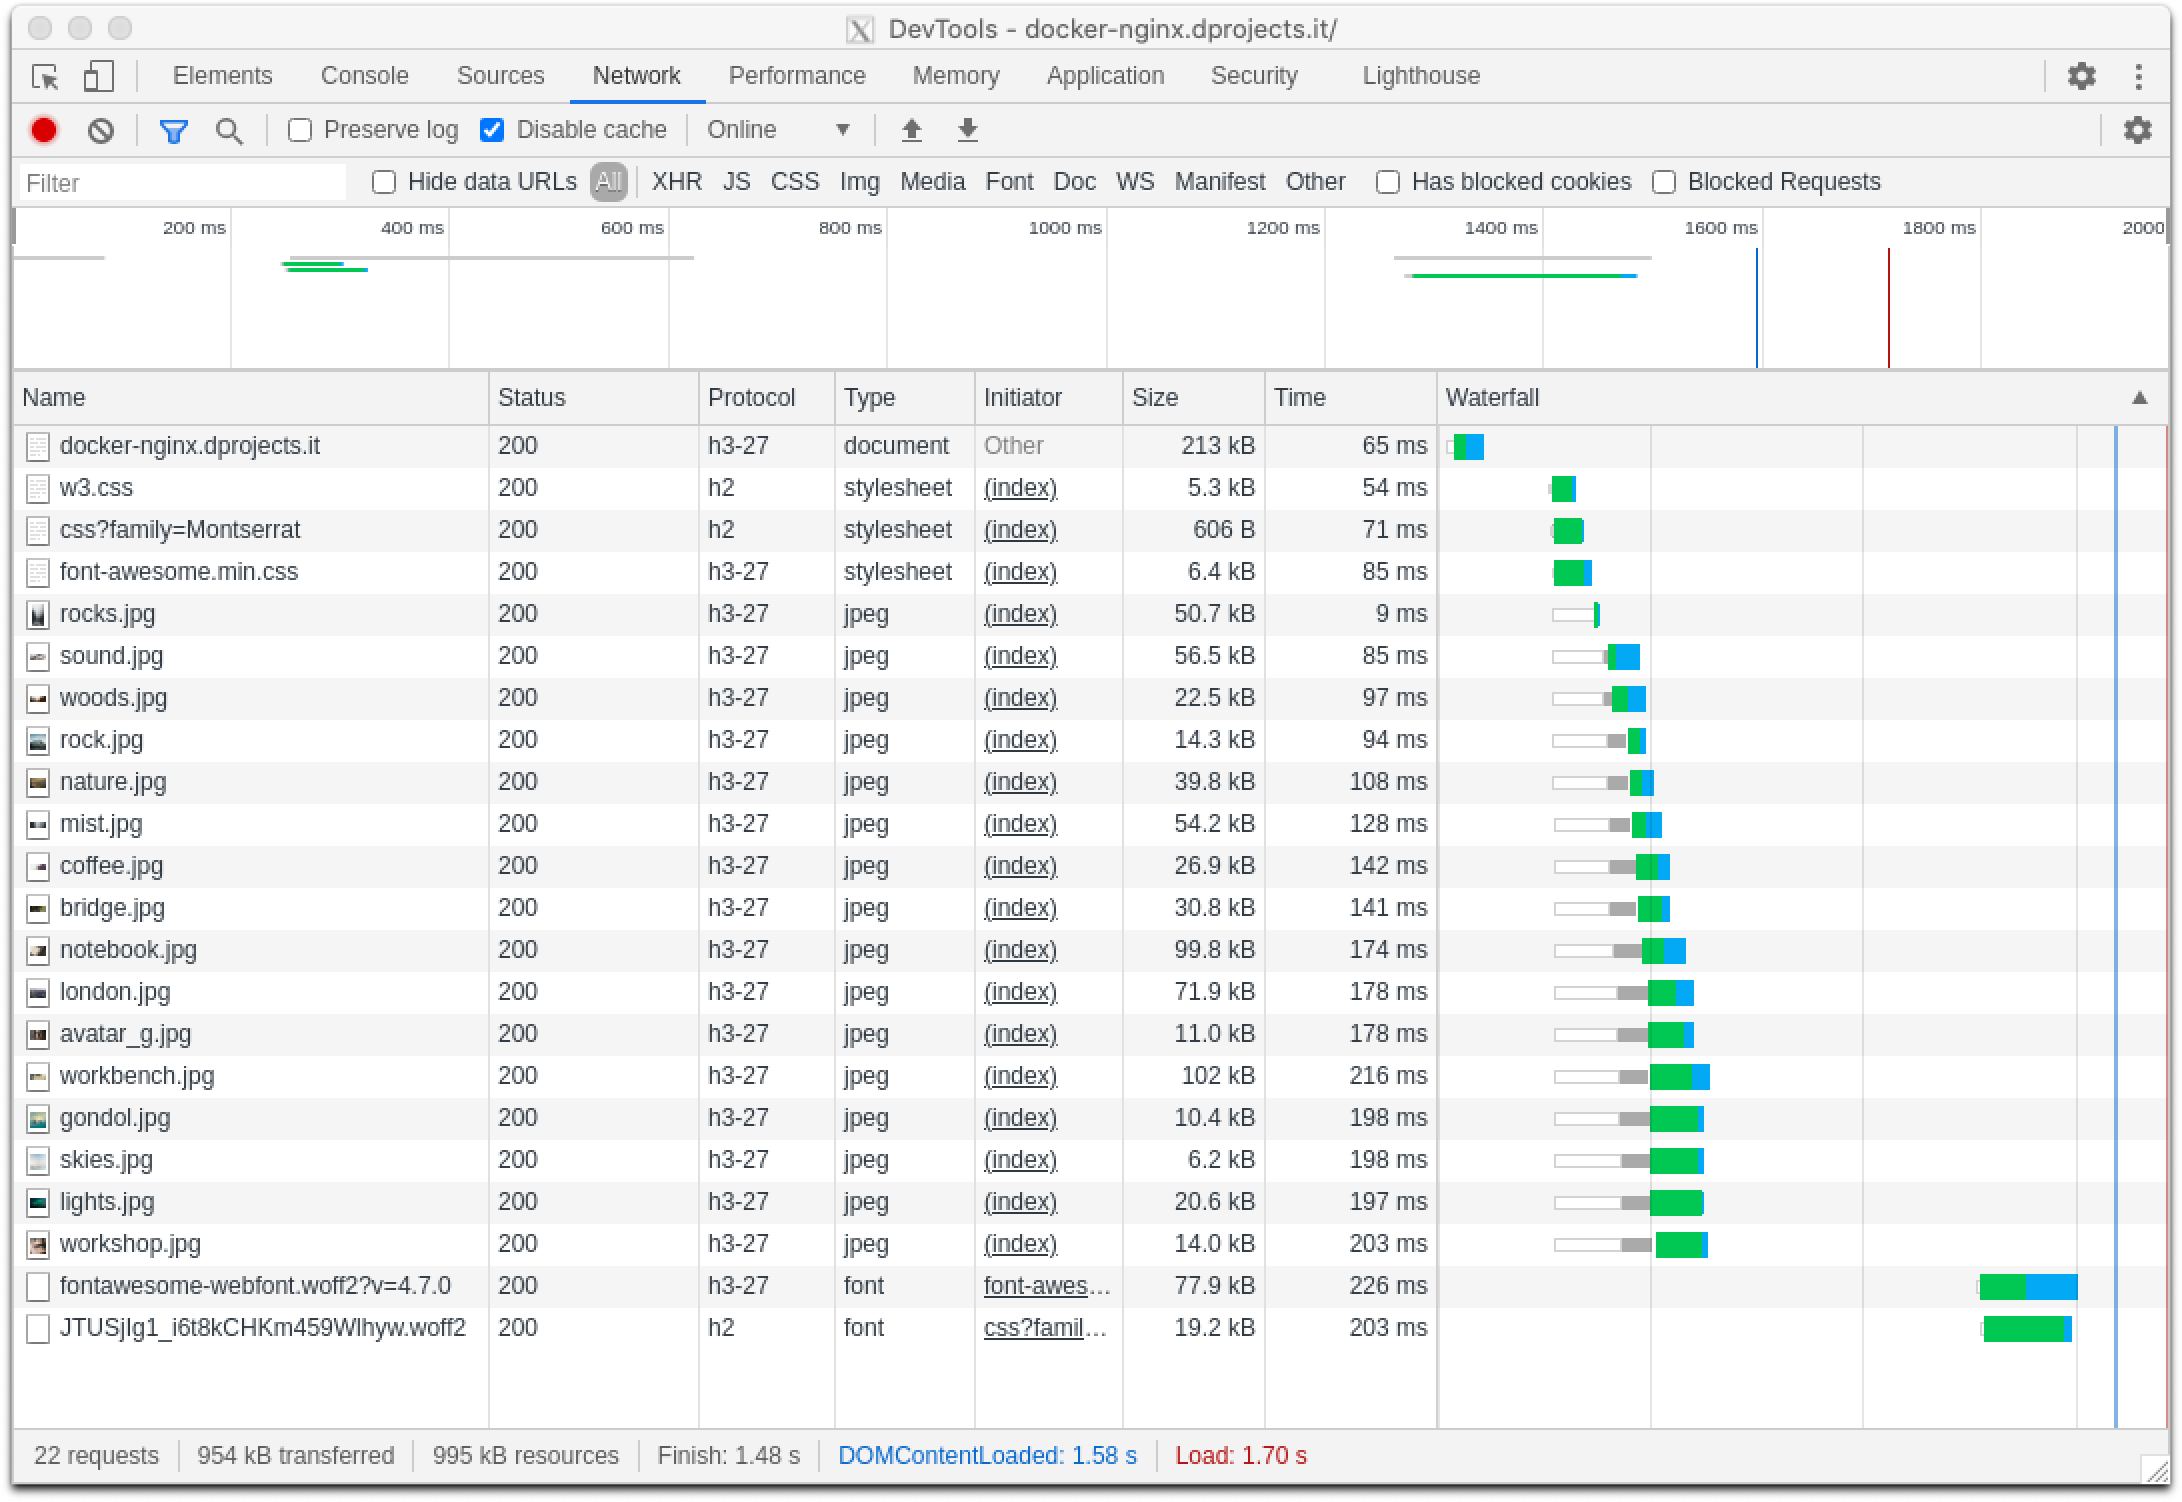 DevTools - docker-nginx.dprojects.it/
Elements Console Sources Network Performance Memory Application Security Lighthouse
Preserve log Disable cache Online
Filter Hide data URLs All XHR JS CSS Img Media Font Doc WS Manifest Other Has blocked cookies Blocked Requests
200 ms 400 ms 600 ms 800 ms 1000 ms 1200 ms 1400 ms 1600 ms 1800 ms 2000
Name Status Protocol Type Initiator Size Time Waterfall
docker-nginx.dprojects.it 200 h3-27 document Other 213 kB 65 ms
w3.css 200 h2 stylesheet (index) 5.3 kB 54 ms
css?family=Montserrat 200 h2 stylesheet (index) 606 B 71 ms
font-awesome.min.css 200 h3-27 stylesheet (index) 6.4 kB 85 ms
rocks.jpg 200 h3-27 jpeg (index) 50.7 kB 9 ms
sound.jpg 200 h3-27 jpeg (index) 56.5 kB 85 ms
woods.jpg 200 h3-27 jpeg (index) 22.5 kB 97 ms
rock.jpg 200 h3-27 jpeg (index) 14.3 kB 94 ms
nature.jpg 200 h3-27 jpeg (index) 39.8 kB 108 ms
mist.jpg 200 h3-27 jpeg (index) 54.2 kB 128 ms
coffee.jpg 200 h3-27 jpeg (index) 26.9 kB 142 ms
bridge.jpg 200 h3-27 jpeg (index) 30.8 kB 141 ms
notebook.jpg 200 h3-27 jpeg (index) 99.8 kB 174 ms
london.jpg 200 h3-27 jpeg (index) 71.9 kB 178 ms
avatar_g.jpg 200 h3-27 jpeg (index) 11.0 kB 178 ms
workbench.jpg 200 h3-27 jpeg (index) 102 kB 216 ms
gondol.jpg 200 h3-27 jpeg (index) 10.4 kB 198 ms
skies.jpg 200 h3-27 jpeg (index) 6.2 kB 198 ms
lights.jpg 200 h3-27 jpeg (index) 20.6 kB 197 ms
workshop.jpg 200 h3-27 jpeg (index) 14.0 kB 203 ms
fontawesome-webfont.woff2?v=4.7.0 200 h3-27 font font-awes… 77.9 kB 226 ms
JTUSjIg1_i6t8kCHKm459Wlhyw.woff2 200 h2 font css?famil… 19.2 kB 203 ms
22 requests 954 kB transferred 995 kB resources Finish: 1.48 s DOMContentLoaded: 1.58 s Load: 1.70 s